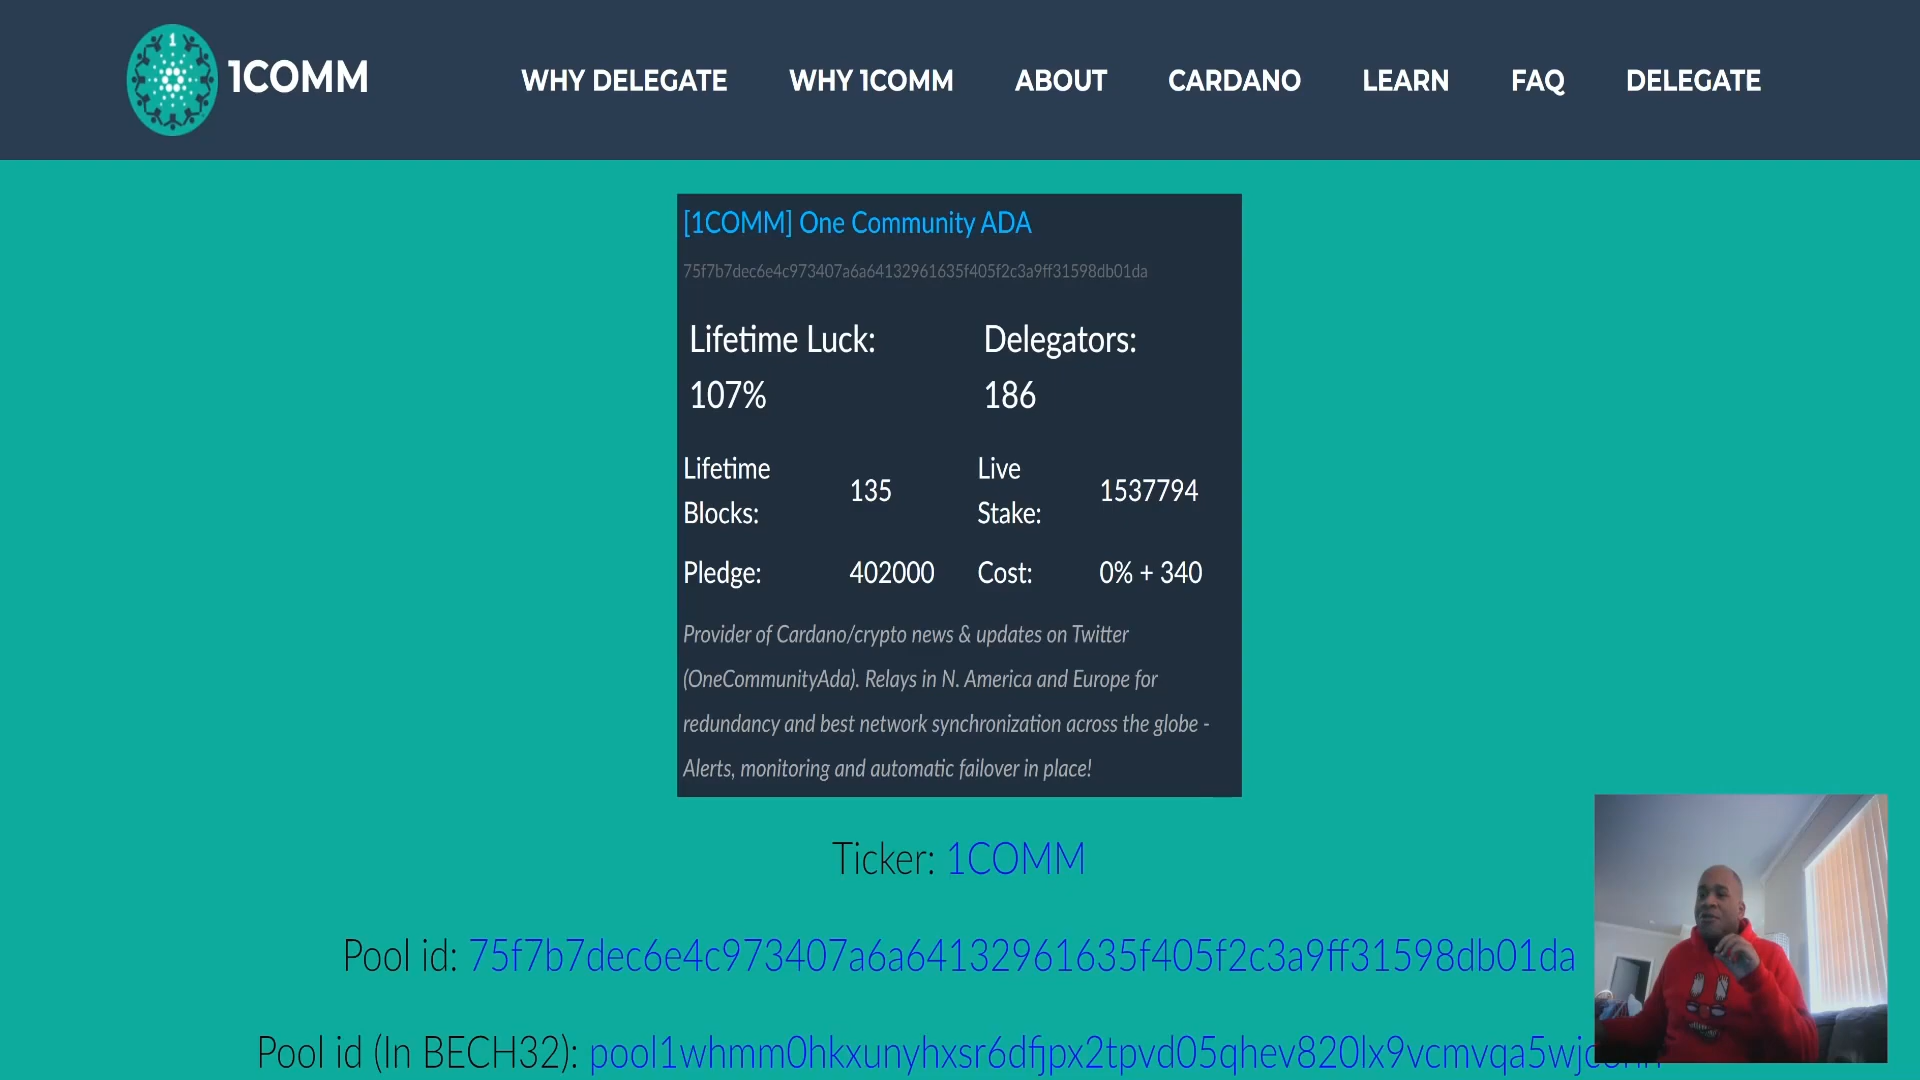 1
1COMM
WHY DELEGATE WHY 1COMM ABOUT CARDANO LEARN FAQ DELEGATE
[1COMM] One Community ADA
75f7b7dec6e4c973407a6a64132961635f405f2c3a9ff31598db01da
Lifetime Luck: Delegators:
107% 186
Lifetime Blocks: 135 Live Stake: 1537794
Pledge: 402000 Cost: 0% + 340
Provider of Cardano/crypto news & updates on Twitter
(OneCommunityAda). Relays in N. America and Europe for
redundancy and best network synchronization across the globe -
Alerts, monitoring and automatic failover in place!
Ticker: 1COMM
Pool id: 75f7b7dec6e4c973407a6a64132961635f405f2c3a9ff31598db01da
Pool id (In BECH32):